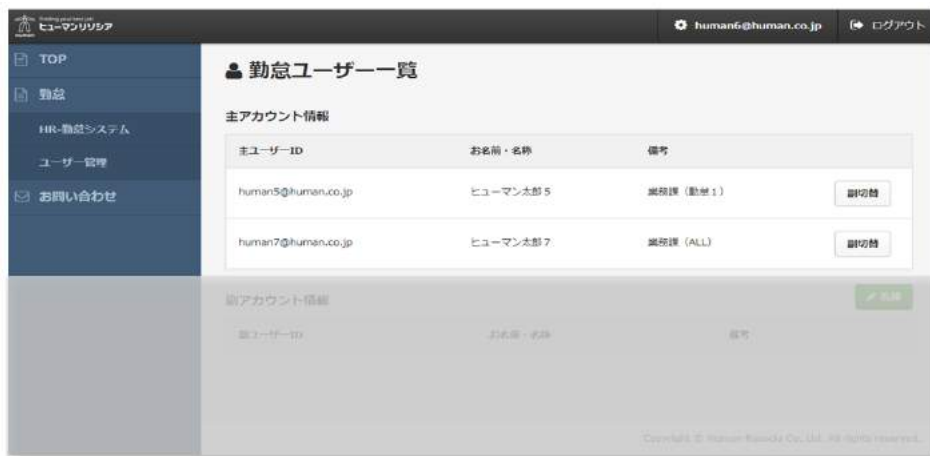 ヒューマンリソシア
human6@human.co.jp
ログアウト
TOP
勤怠
HR-勤怠システム
ユーザー管理
お問い合わせ
勤怠ユーザー一覧
主アカウント情報
主ユーザーID お名前・名称 備考
human5@human.co.jp ヒューマン太郎5 業務課（勤怠1） 副切替
human7@human.co.jp ヒューマン太郎7 業務課（ALL） 副切替
副アカウント情報
副ユーザーID お名前・名称 備考